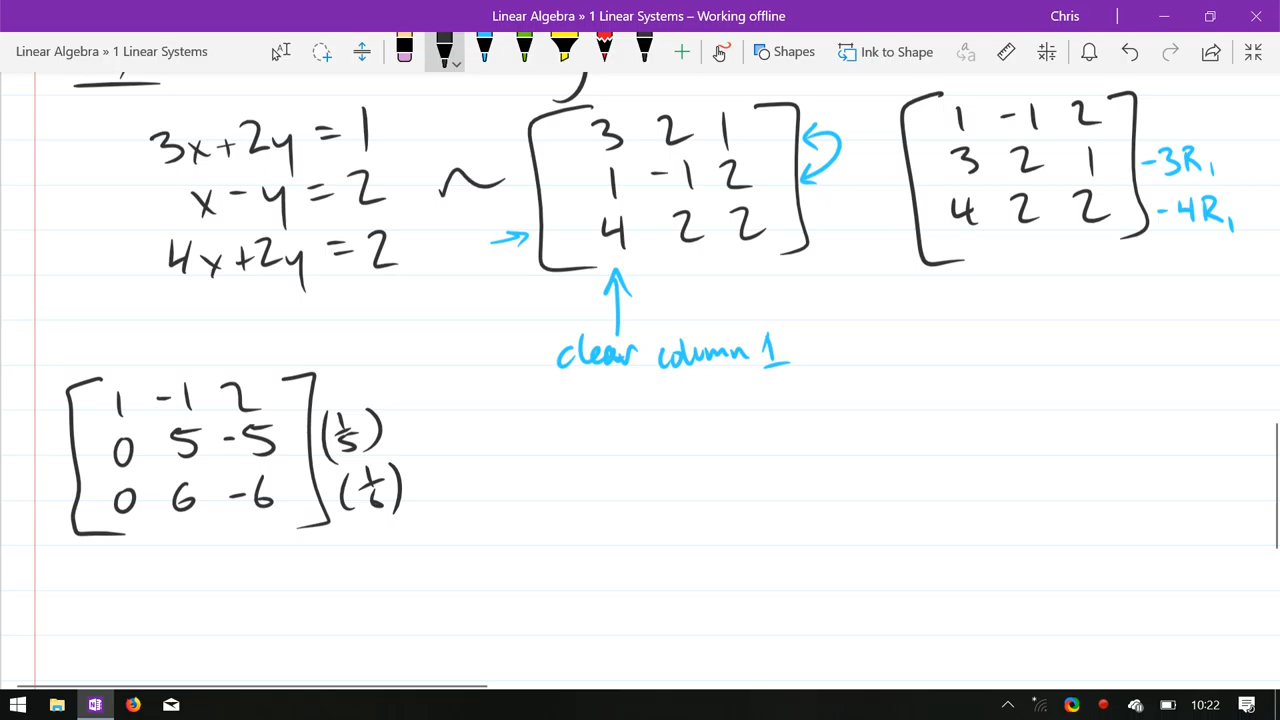 Linear Algebra » 1 Linear Systems – Working offline
Chris
Linear Algebra » 1 Linear Systems
Shapes
Ink to Shape
3x+2y = 1
x - y = 2
4x+2y = 2
~
3 2 1
1 -1 2
4 2 2
clear column 1
1 -1 2
3 2 1 -3R₁
4 2 2 -4R₁
1 -1 2
0 5 -5 (1/5)
0 6 -6 (1/6)
10:22